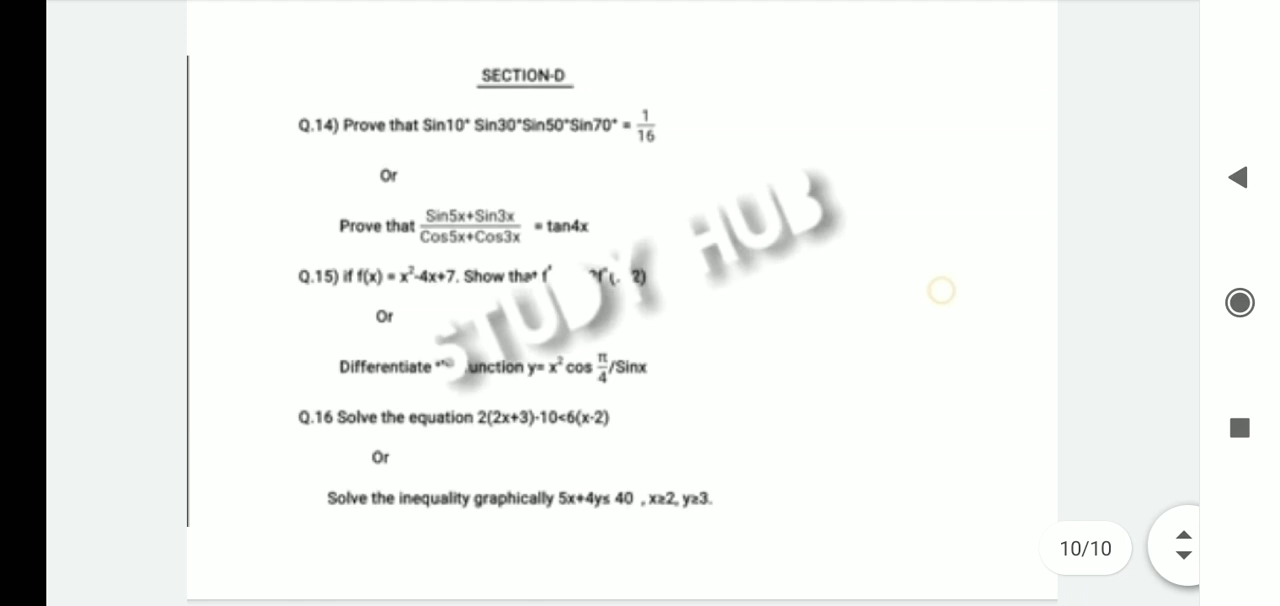 SECTION-D
Q.14) Prove that Sin10° Sin30°Sin50°Sin70° = 1/16
Or
Prove that Sin5x+Sin3x/Cos5x+Cos3x = tan4x
Q.15) if f(x) = x²-4x+7. Show that 2)
Or
Differentiate unction y= x² cos π/4/Sinx
Q.16 Solve the equation 2(2x+3)-10<6(x-2)
Or
Solve the inequality graphically 5x+4y≤ 40 , x≥2, y≥3.
STUDY HUB
10/10